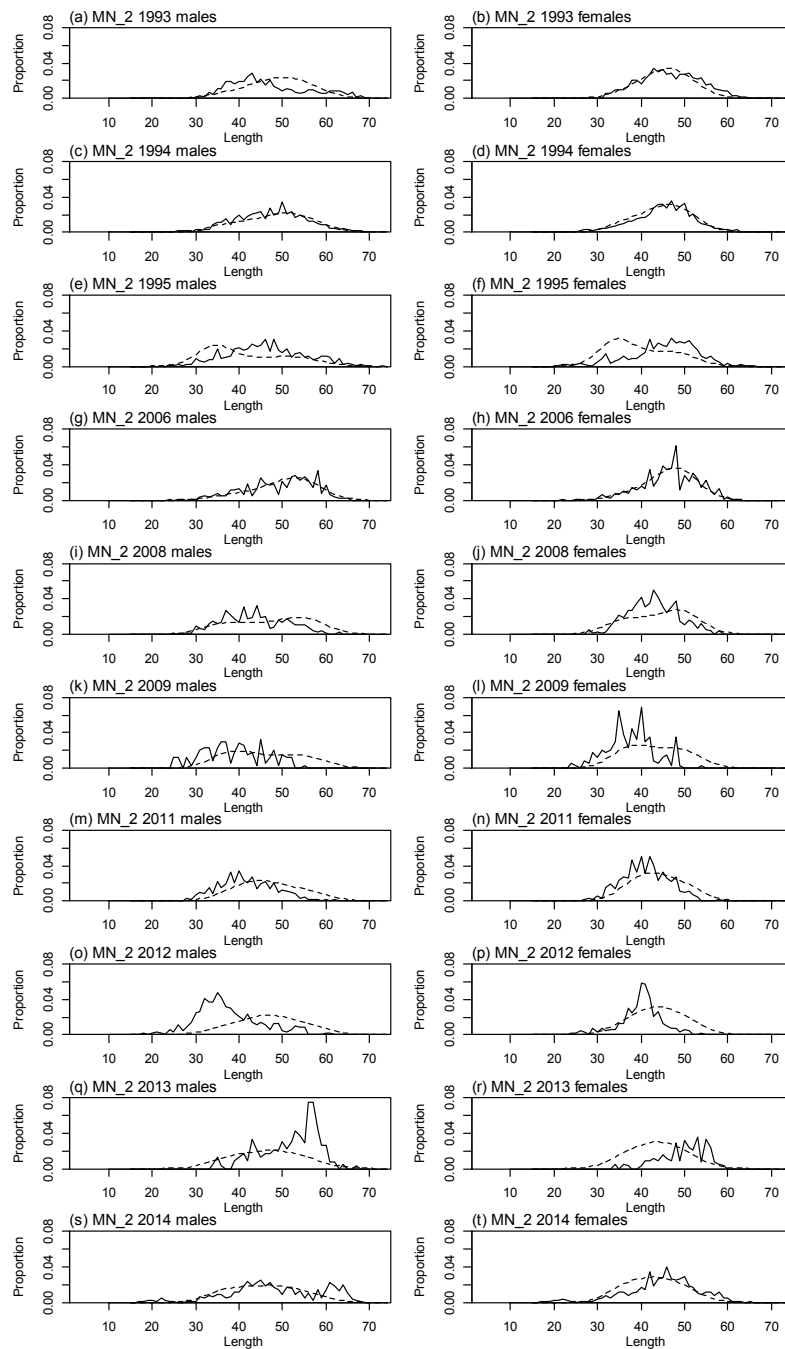 (a) MN_2 1993 males
Proportion
0.00 0.04 0.08
10 20 30 40 50 60 70
Length
(b) MN_2 1993 females
Proportion
0.00 0.04 0.08
10 20 30 40 50 60 70
Length
(c) MN_2 1994 males
Proportion
0.00 0.04 0.08
10 20 30 40 50 60 70
Length
(d) MN_2 1994 females
Proportion
0.00 0.04 0.08
10 20 30 40 50 60 70
Length
(e) MN_2 1995 males
Proportion
0.00 0.04 0.08
10 20 30 40 50 60 70
Length
(f) MN_2 1995 females
Proportion
0.00 0.04 0.08
10 20 30 40 50 60 70
Length
(g) MN_2 2006 males
Proportion
0.00 0.04 0.08
10 20 30 40 50 60 70
Length
(h) MN_2 2006 females
Proportion
0.00 0.04 0.08
10 20 30 40 50 60 70
Length
(i) MN_2 2008 males
Proportion
0.00 0.04 0.08
10 20 30 40 50 60 70
Length
(j) MN_2 2008 females
Proportion
0.00 0.04 0.08
10 20 30 40 50 60 70
Length
(k) MN_2 2009 males
Proportion
0.00 0.04 0.08
10 20 30 40 50 60 70
Length
(l) MN_2 2009 females
Proportion
0.00 0.04 0.08
10 20 30 40 50 60 70
Length
(m) MN_2 2011 males
Proportion
0.00 0.04 0.08
10 20 30 40 50 60 70
Length
(n) MN_2 2011 females
Proportion
0.00 0.04 0.08
10 20 30 40 50 60 70
Length
(o) MN_2 2012 males
Proportion
0.00 0.04 0.08
10 20 30 40 50 60 70
Length
(p) MN_2 2012 females
Proportion
0.00 0.04 0.08
10 20 30 40 50 60 70
Length
(q) MN_2 2013 males
Proportion
0.00 0.04 0.08
10 20 30 40 50 60 70
Length
(r) MN_2 2013 females
Proportion
0.00 0.04 0.08
10 20 30 40 50 60 70
Length
(s) MN_2 2014 males
Proportion
0.00 0.04 0.08
10 20 30 40 50 60 70
Length
(t) MN_2 2014 females
Proportion
0.00 0.04 0.08
10 20 30 40 50 60 70
Length